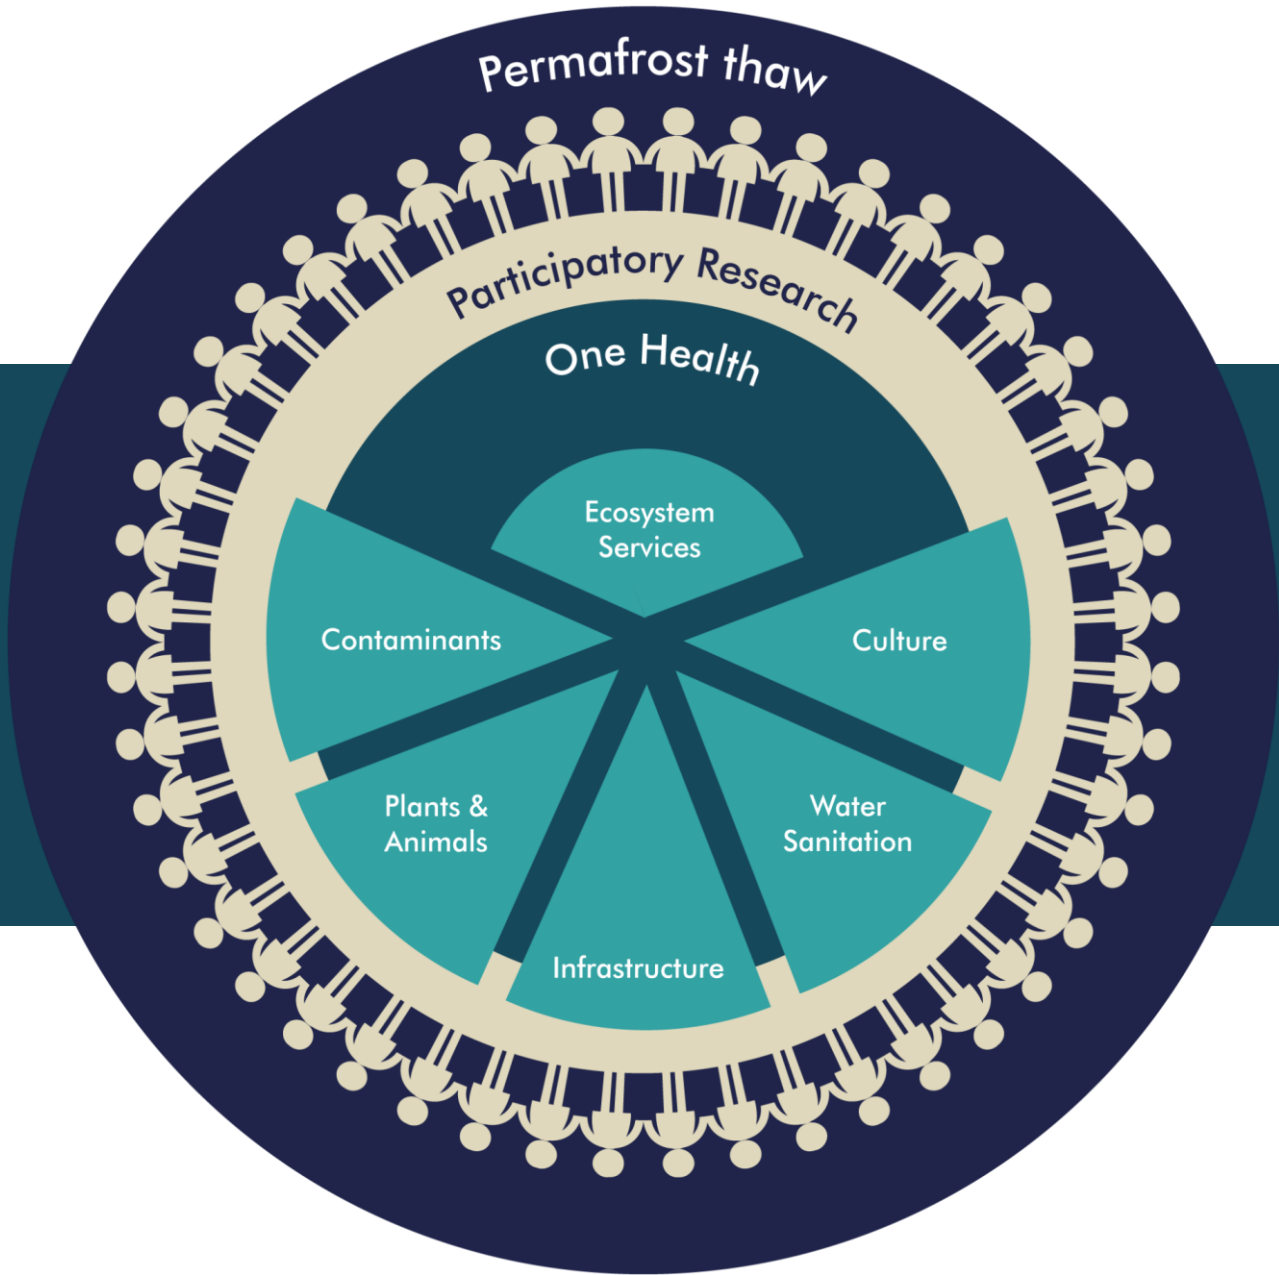 Permafrost thaw
Participatory Research
One Health
Ecosystem
Services
Contaminants
Culture
Plants &
Animals
Water
Sanitation
Infrastructure